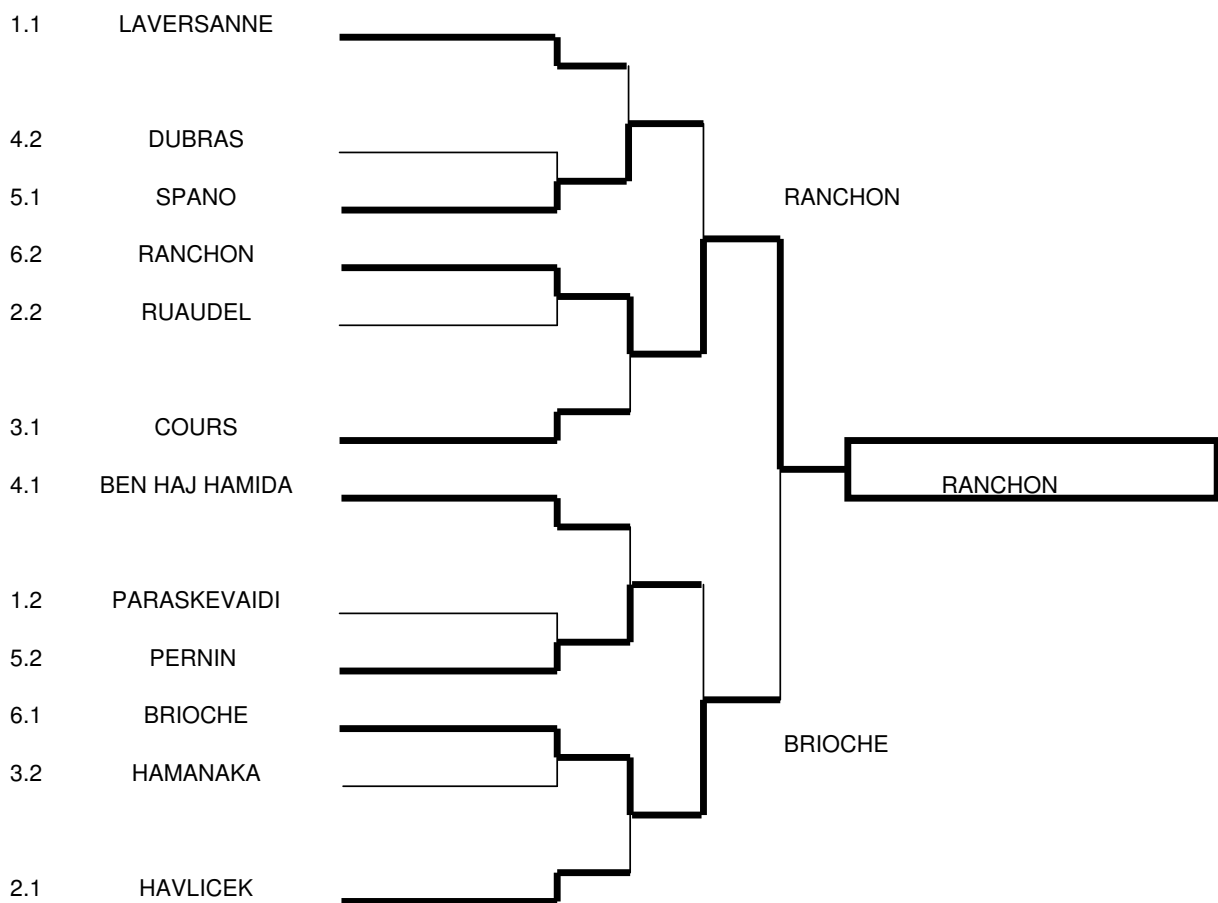 1.1 LAVERSANNE
4.2 DUBRAS
5.1 SPANO RANCHON
6.2 RANCHON
2.2 RUAUDEL
3.1 COURS
4.1 BEN HAJ HAMIDA RANCHON
1.2 PARASKEVAIDI
5.2 PERNIN
6.1 BRIOCHE
BRIOCHE
3.2 HAMANAKA
2.1 HAVLICEK